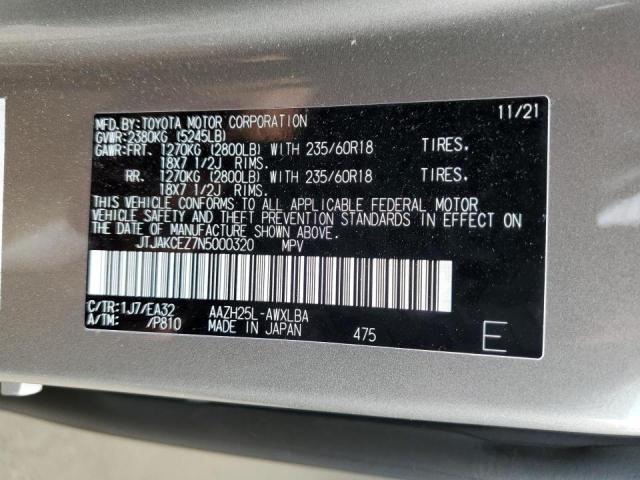 MFD. BY: TOYOTA MOTOR CORPORATION 11/21
GVWR: 2380KG (5245LB)
GAWR: FRT. 1270KG (2800LB) WITH 235/60R18 TIRES.
18X7 1/2J RIMS.
RR. 1270KG (2800LB) WITH 235/60R18 TIRES.
18X7 1/2J RIMS.
THIS VEHICLE CONFORMS TO ALL APPLICABLE FEDERAL MOTOR
VEHICLE SAFETY AND THEFT PREVENTION STANDARDS IN EFFECT ON
THE DATE OF MANUFACTURE SHOWN ABOVE.
JTJAKCEZ7N5000320 MPV
C/TR: 1J7/EA32 AAZH25L-AWXLBA
A/TM: /P810 MADE IN JAPAN 475 E